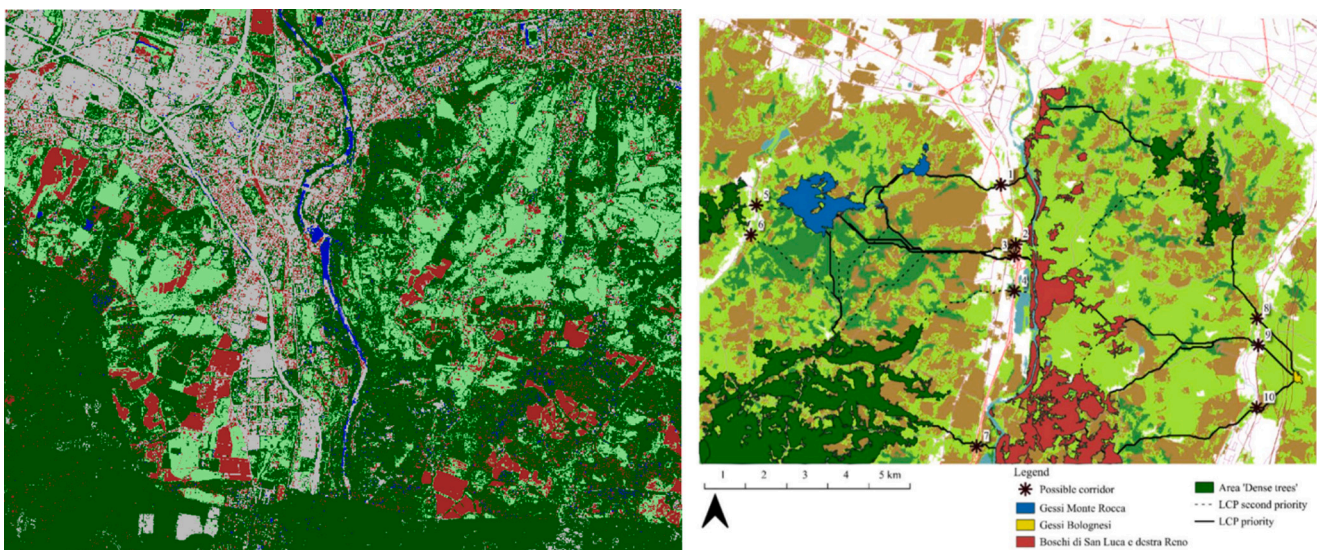 1
2
3
4
5
6
7
8
9
10
1 2 3 4 5 km
Legend
Possible corridor
Gessi Monte Rocca
Gessi Bolognesi
Boschi di San Luca e destra Reno
Area 'Dense trees'
LCP second priority
LCP priority